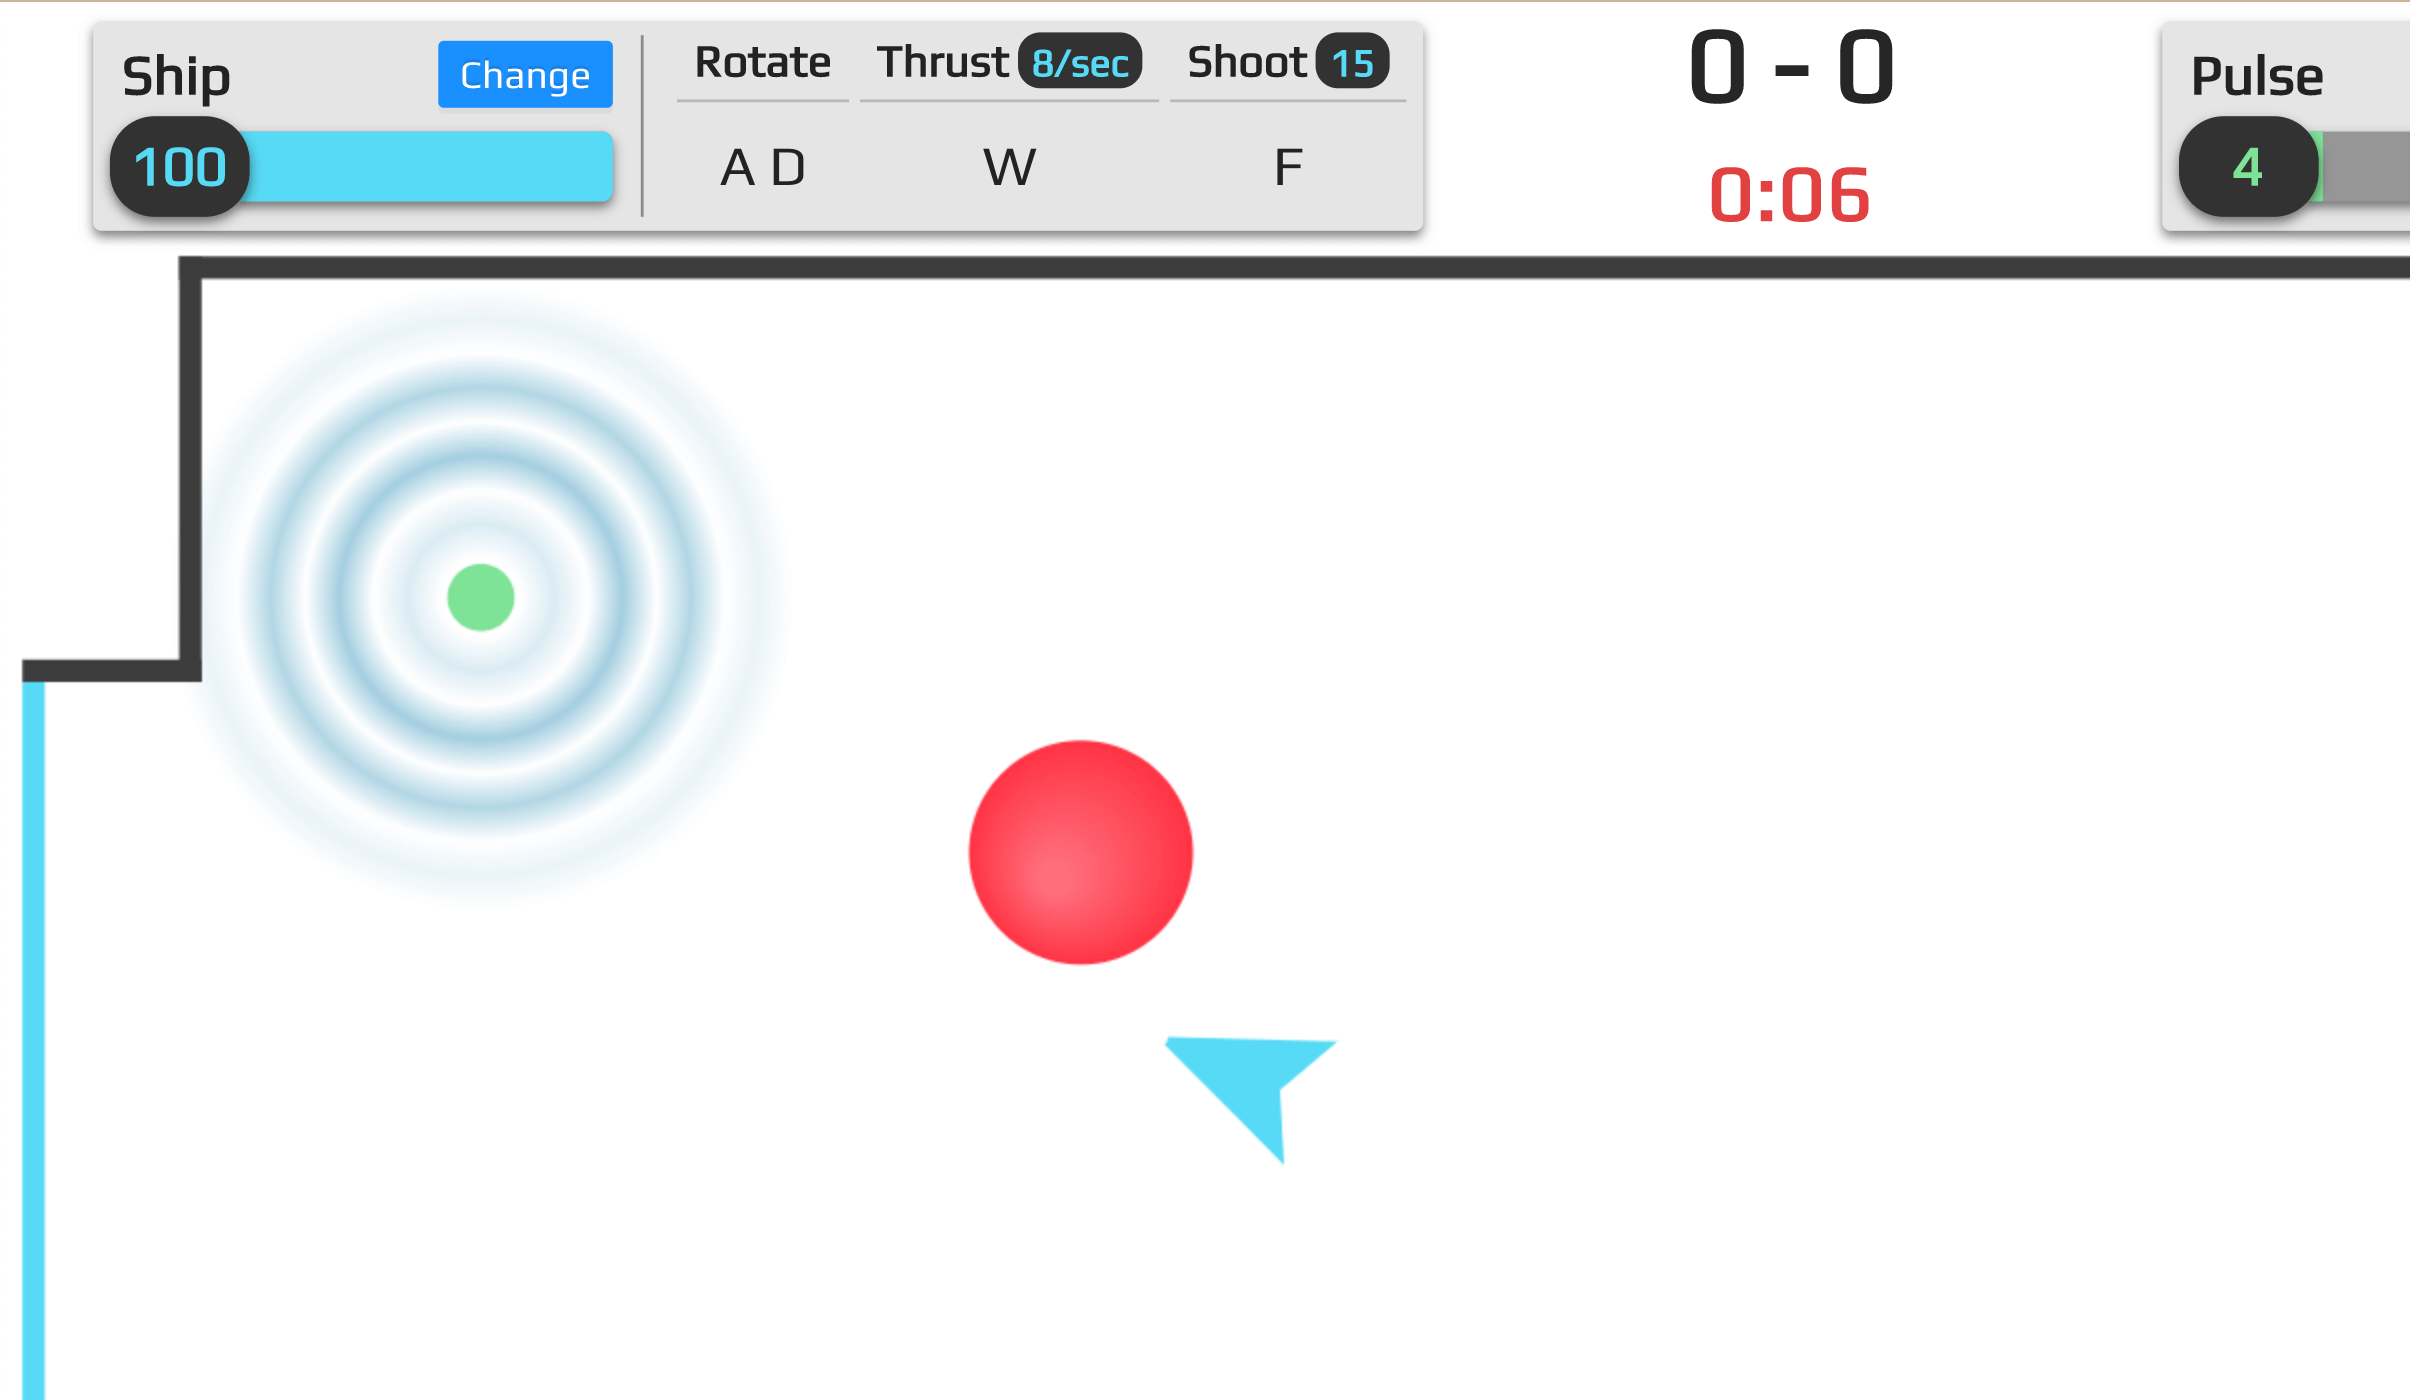 Ship Change
100
Rotate Thrust 8/sec Shoot 15
A D W F
0 - 0
0:06
Pulse
4